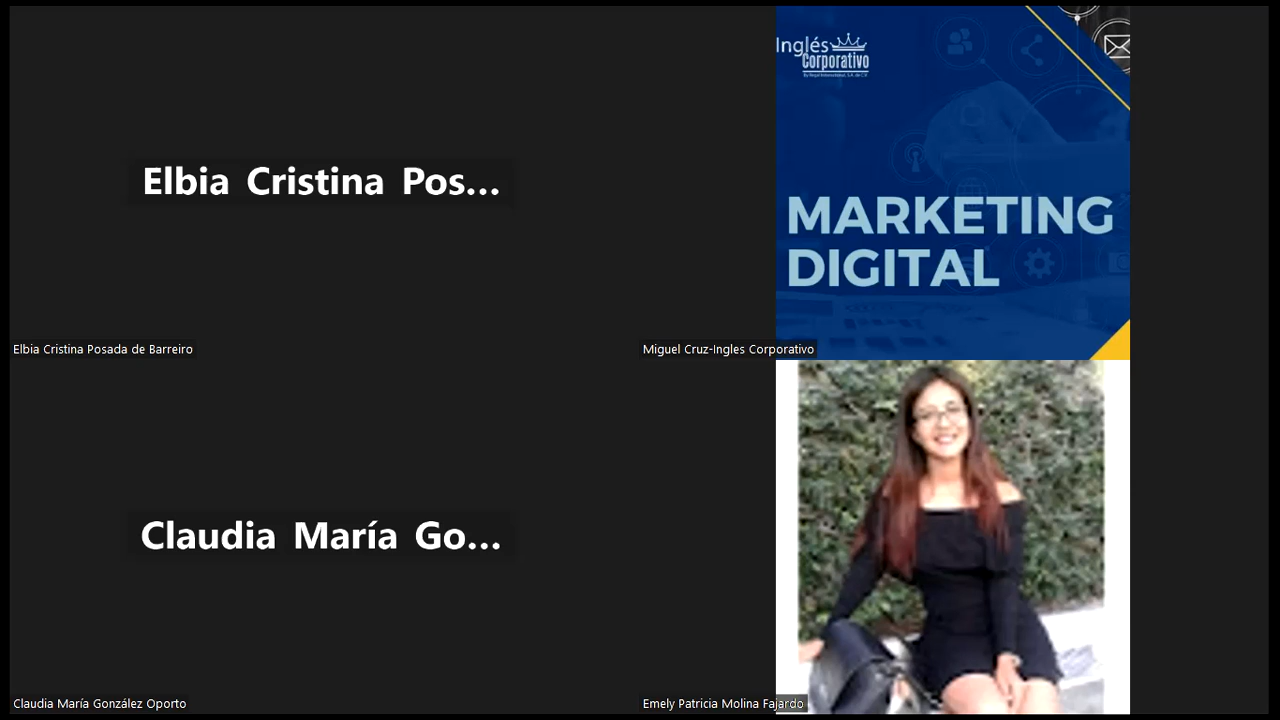 Elbia Cristina Pos...
Elbia Cristina Posada de Barreiro
Inglés
Corporativo
MARKETING
DIGITAL
Miguel Cruz-Ingles Corporativo
Claudia María Go...
Claudia María González Oporto
Emely Patricia Molina Fajardo